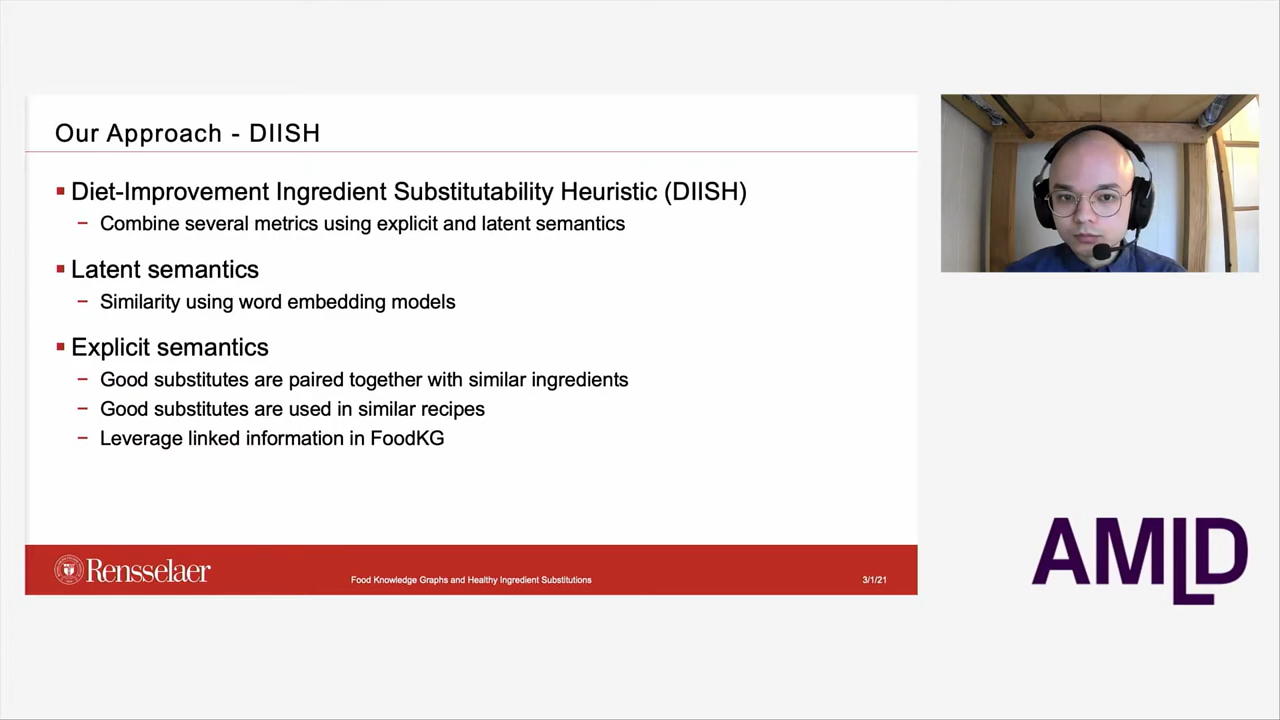 Our Approach - DIISH
Diet-Improvement Ingredient Substitutability Heuristic (DIISH)
− Combine several metrics using explicit and latent semantics
Latent semantics
− Similarity using word embedding models
Explicit semantics
− Good substitutes are paired together with similar ingredients
− Good substitutes are used in similar recipes
− Leverage linked information in FoodKG
Rensselaer
Food Knowledge Graphs and Healthy Ingredient Substitutions
3/1/21
AMLD